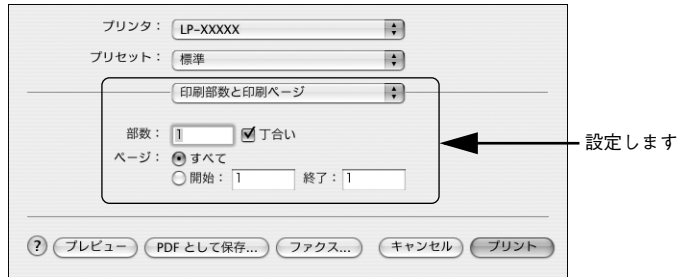 プリンタ： LP-XXXXX
プリセット： 標準
印刷部数と印刷ページ
部数： 1 丁合い
ページ： すべて
開始： 1 終了： 1
設定します
? プレビュー PDF として保存... ファクス... キャンセル プリント